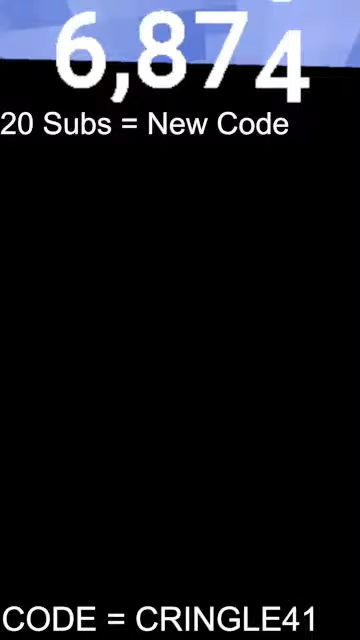 6,874
20 Subs = New Code
CODE = CRINGLE41